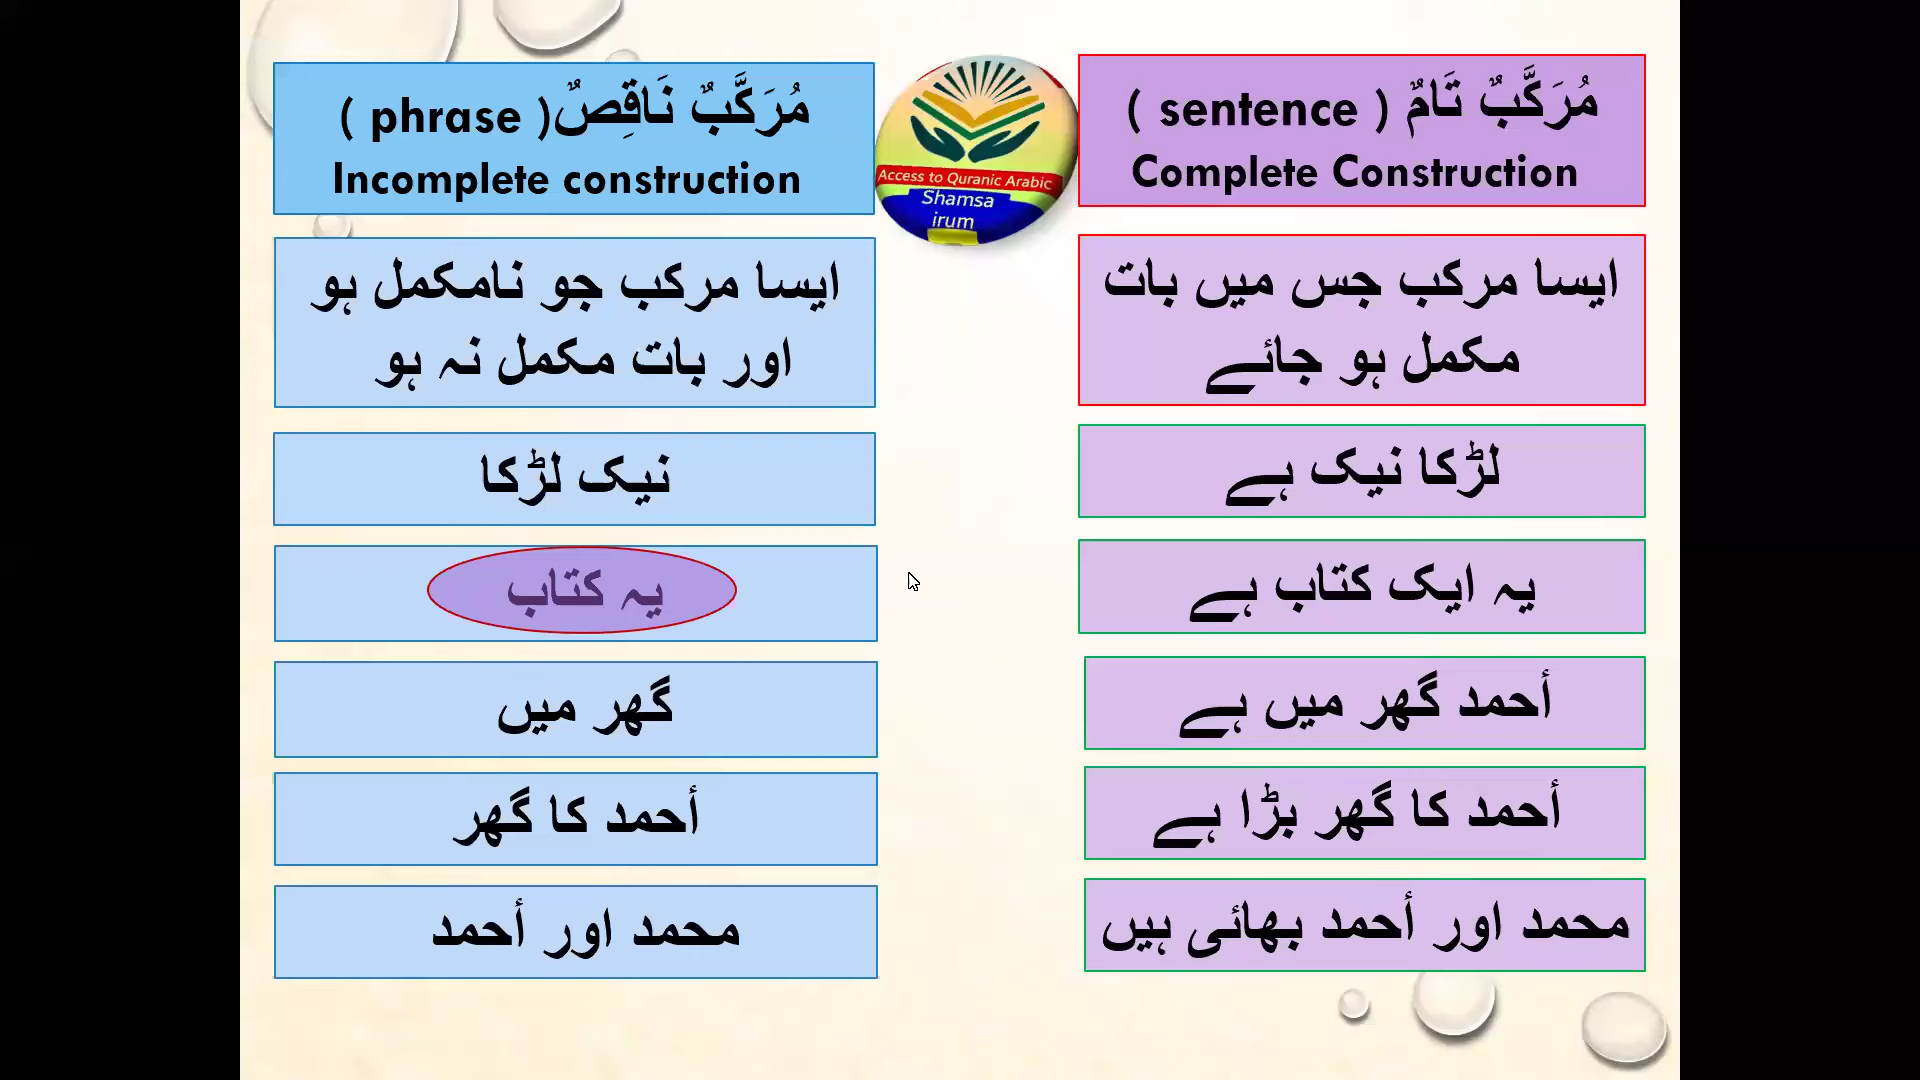 مُرَكَّبٌ تَامٌ ( sentence )
Complete Construction
ایسا مرکب جس میں بات
مکمل ہو جائے
لڑکا نیک ہے
یہ ایک کتاب ہے
أحمد گھر میں ہے
أحمد کا گھر بڑا ہے
محمد اور أحمد بھائی ہیں
Access to Quranic Arabic
Shamsa
irum
مُرَكَّبٌ نَاقِصٌ( phrase )
Incomplete construction
ایسا مرکب جو نامکمل ہو
اور بات مکمل نہ ہو
نیک لڑکا
یہ کتاب
گھر میں
أحمد کا گھر
محمد اور أحمد